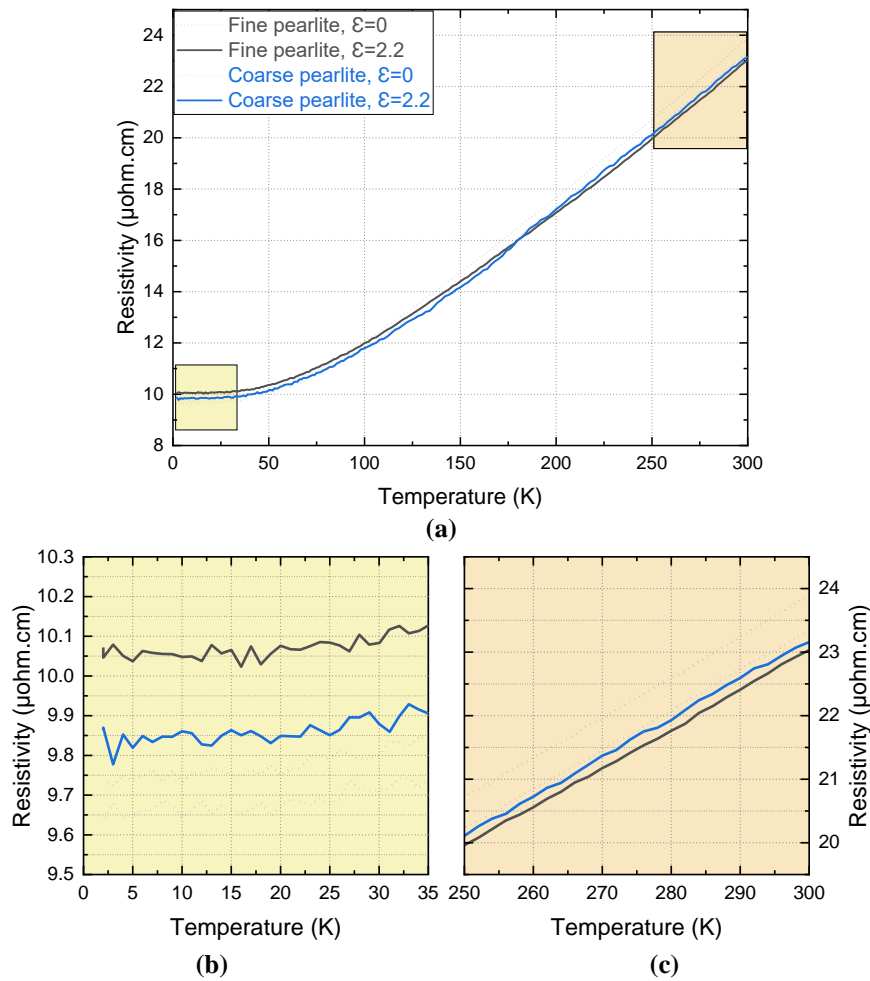 Fine pearlite, Ɛ=0
Fine pearlite, Ɛ=2.2
Coarse pearlite, Ɛ=0
Coarse pearlite, Ɛ=2.2
24
22
20
18
16
14
12
10
8
Resistivity (µohm.cm)
0 50 100 150 200 250 300
Temperature (K)
(a)
10.3
10.2
10.1
10.0
9.9
9.8
9.7
9.6
9.5
Resistivity (µohm.cm)
0 5 10 15 20 25 30 35
Temperature (K)
(b)
24
23
22
21
20
Resistivity (µohm.cm)
250 260 270 280 290 300
Temperature (K)
(c)